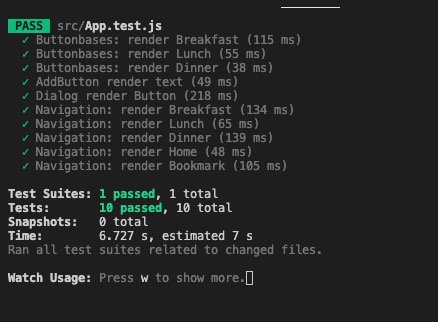 PASS src/App.test.js
✓ Buttonbases: render Breakfast (115 ms)
✓ Buttonbases: render Lunch (55 ms)
✓ Buttonbases: render Dinner (38 ms)
✓ AddButton render text (49 ms)
✓ Dialog render Button (218 ms)
✓ Navigation: render Breakfast (134 ms)
✓ Navigation: render Lunch (65 ms)
✓ Navigation: render Dinner (139 ms)
✓ Navigation: render Home (48 ms)
✓ Navigation: render Bookmark (105 ms)
Test Suites: 1 passed, 1 total
Tests: 10 passed, 10 total
Snapshots: 0 total
Time: 6.727 s, estimated 7 s
Ran all test suites related to changed files.
Watch Usage: Press w to show more.